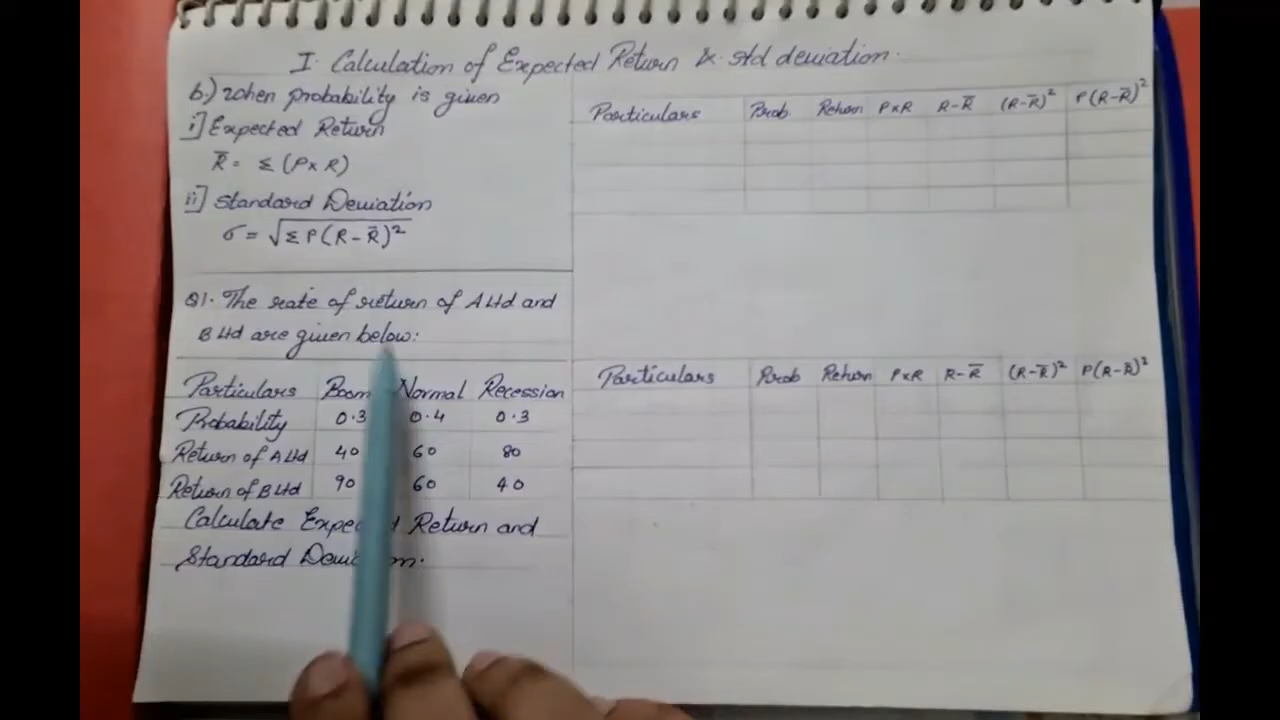 I. Calculation of Expected Return & std deviation.
b.) When probability is given
i] Expected Return
R̄ = Σ (P×R)
ii] Standard Deviation
σ = √Σ P(R-R̄)²
Q1. The rate of return of A Ltd and
B Ltd are given below:
Particulars Boom Normal Recession
Probability 0.3 0.4 0.3
Return of A Ltd 40 60 80
Return of B Ltd 90 60 40
Calculate Return and
Standard
Particulars Prob Return P×R R-R̄ (R-R̄)² P(R-R̄)²
Particulars Prob Return P×R R-R̄ (R-R̄)² P(R-R̄)²